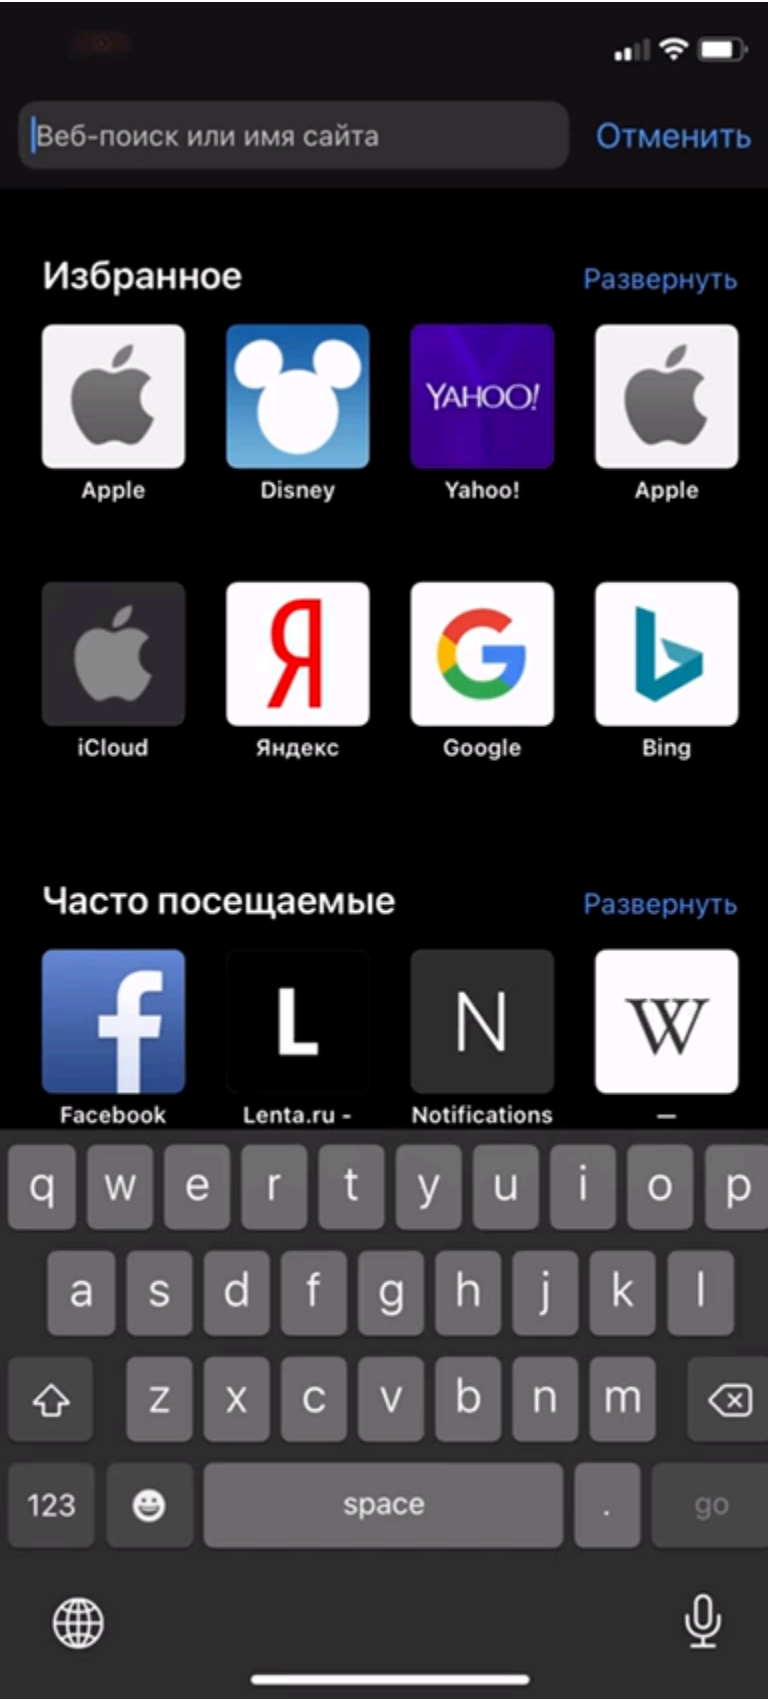 Веб-поиск или имя сайта Отменить
Избранное Развернуть
YAHOO!
Apple Disney Yahoo! Apple
Я G b
iCloud Яндекс Google Bing
Часто посещаемые Развернуть
f L N W
Facebook Lenta.ru - Notifications —
q w e r t y u i o p
a s d f g h j k l
z x c v b n m
123 space . go